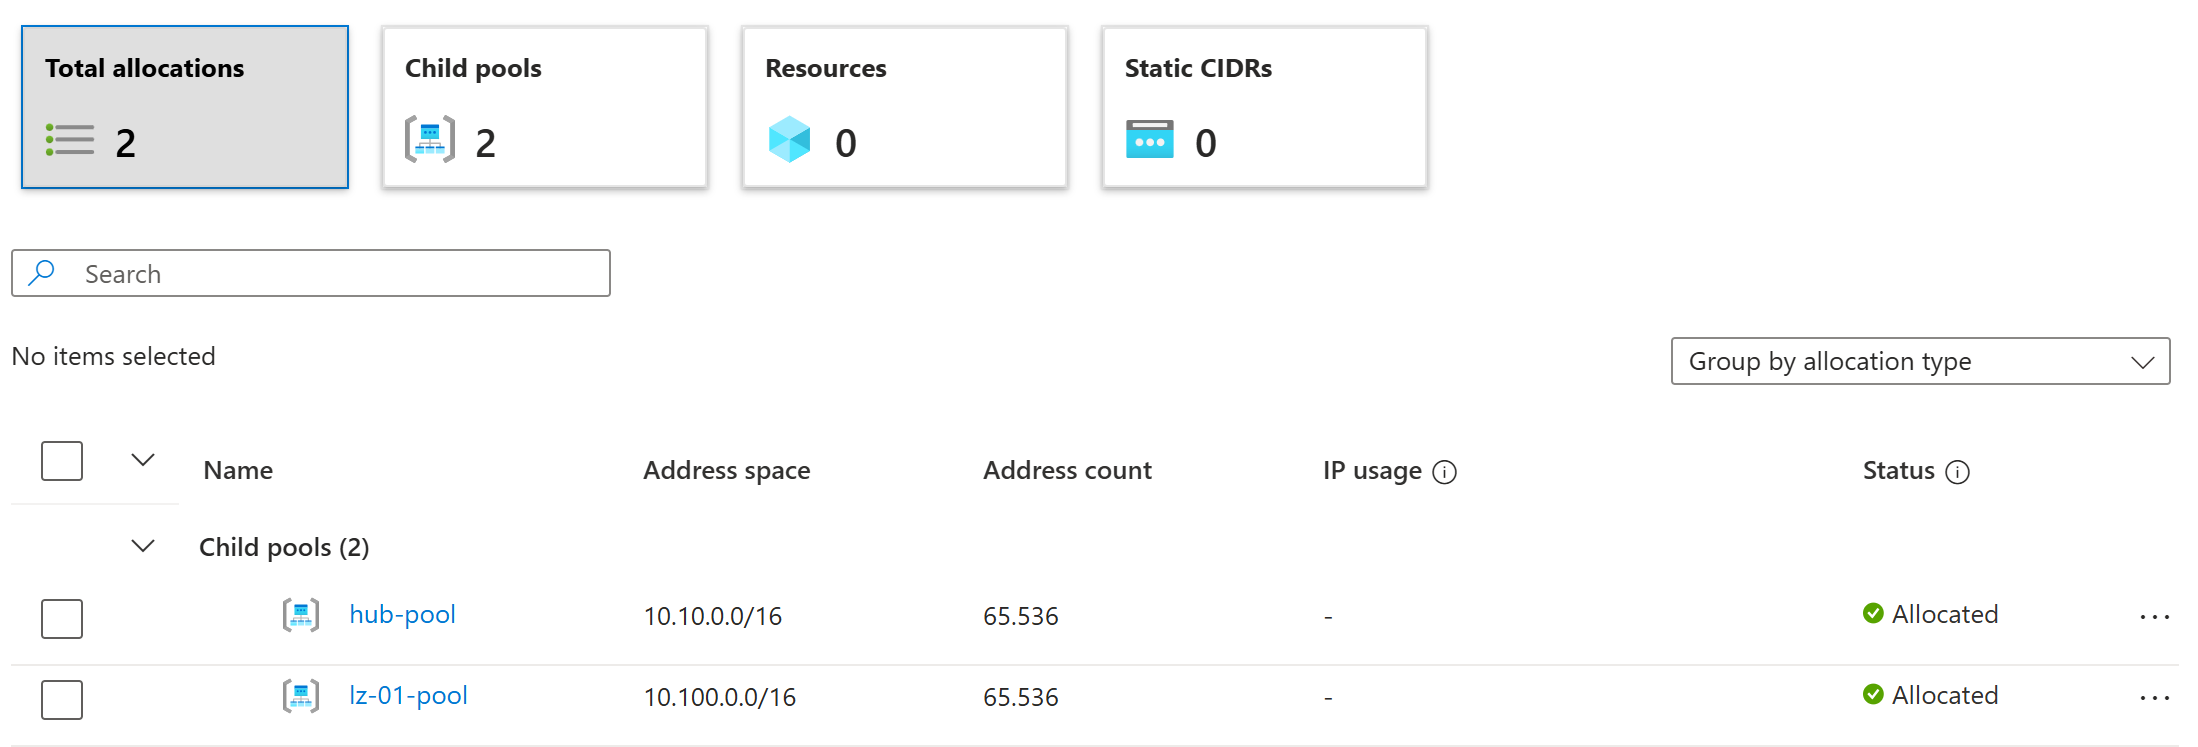 Total allocations
2
Child pools
2
Resources
0
Static CIDRs
0
Search
No items selected
Group by allocation type
Name Address space Address count IP usage Status
Child pools (2)
hub-pool 10.10.0.0/16 65.536 - Allocated ...
lz-01-pool 10.100.0.0/16 65.536 - Allocated ...